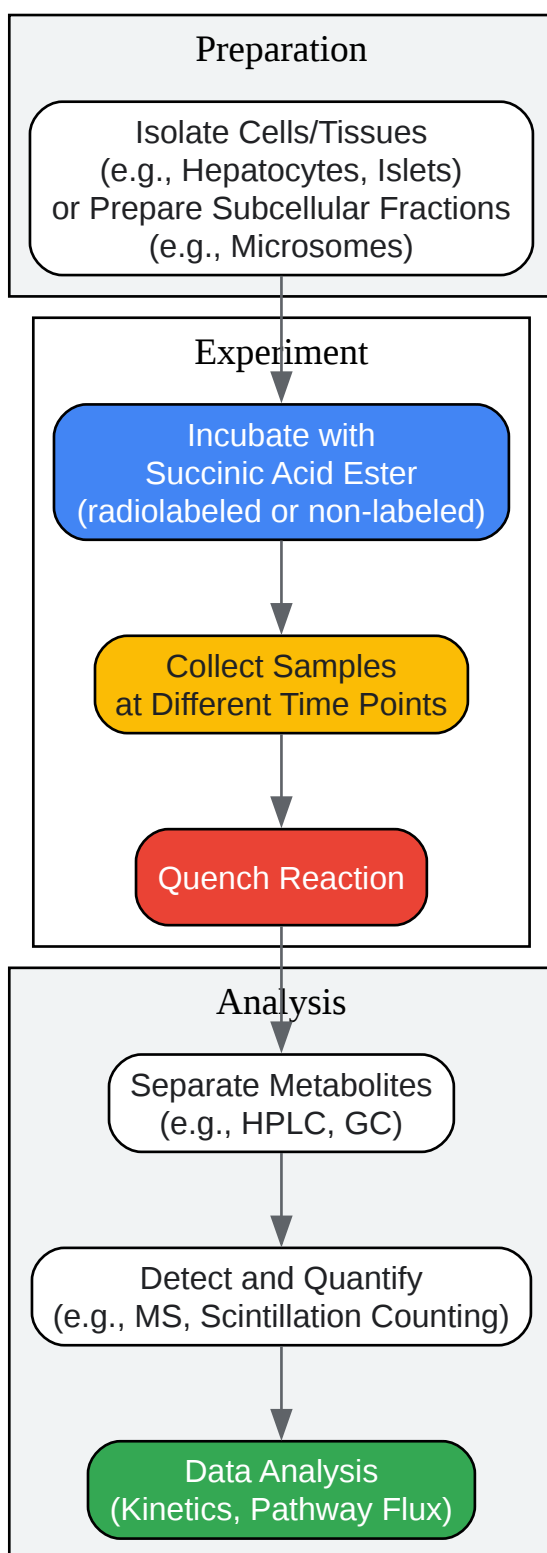 Preparation
Isolate Cells/Tissues
(e.g., Hepatocytes, Islets)
or Prepare Subcellular Fractions
(e.g., Microsomes)
Experiment
Incubate with
Succinic Acid Ester
(radiolabeled or non-labeled)
Collect Samples
at Different Time Points
Quench Reaction
Analysis
Separate Metabolites
(e.g., HPLC, GC)
Detect and Quantify
(e.g., MS, Scintillation Counting)
Data Analysis
(Kinetics, Pathway Flux)